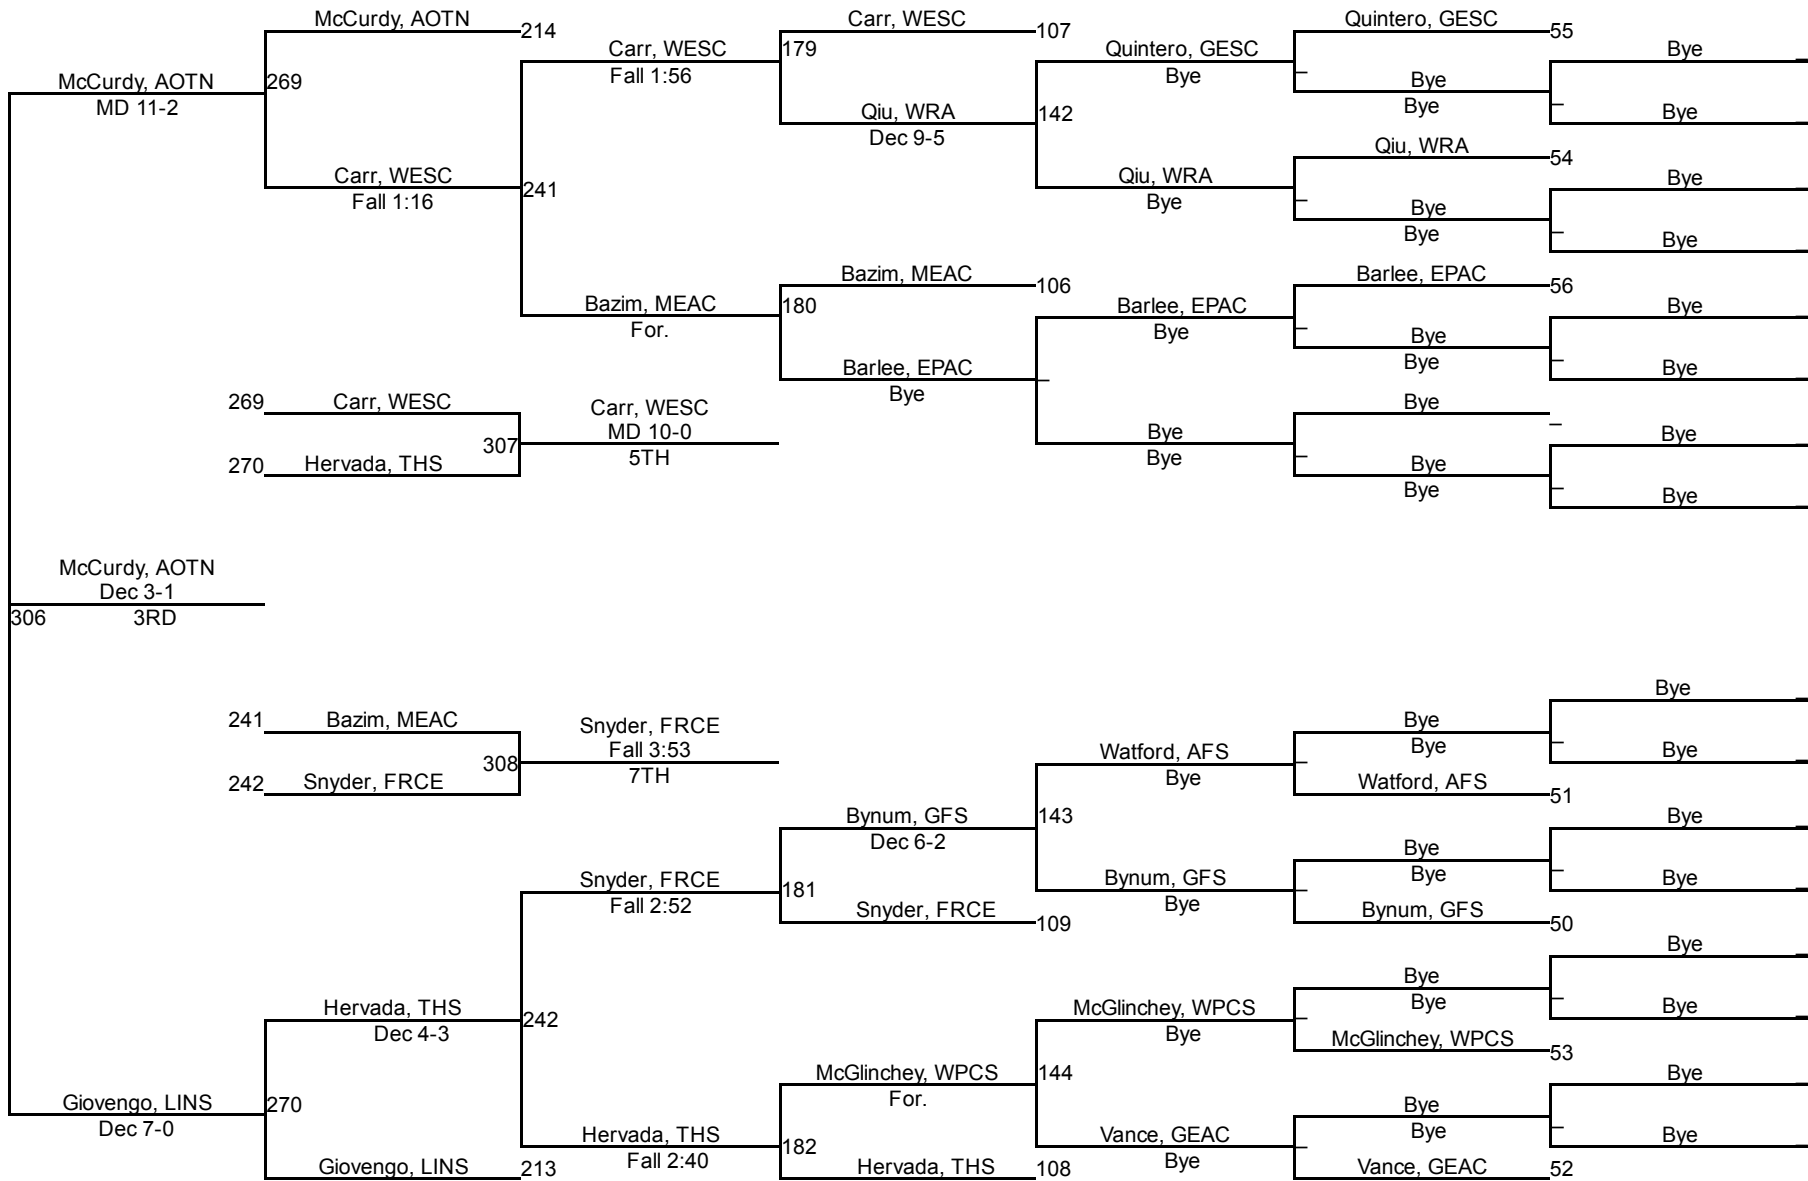 McCurdy, AOTN
214
Carr, WESC
107
Quintero, GESC
55
Carr, WESC
Fall 1:56
179
Quintero, GESC
Bye
Bye
McCurdy, AOTN
MD 11-2
269
Bye
Bye
Qiu, WRA
Dec 9-5
142
Bye
Qiu, WRA
54
Carr, WESC
Fall 1:16
241
Qiu, WRA
Bye
Bye
Bye
Bye
Bye
Bazim, MEAC
106
Barlee, EPAC
56
Bazim, MEAC
For.
180
Barlee, EPAC
Bye
Bye
Bye
Bye
Barlee, EPAC
Bye
Bye
269
Carr, WESC
Carr, WESC
MD 10-0
5TH
307
270
Hervada, THS
Bye
Bye
Bye
Bye
Bye
Bye
Bye
McCurdy, AOTN
Dec 3-1
306
3RD
Bye
241
Bazim, MEAC
Snyder, FRCE
Fall 3:53
7TH
308
242
Snyder, FRCE
Watford, AFS
Bye
Bye
Bye
Bye
Watford, AFS
51
Bynum, GFS
Dec 6-2
143
Bye
Snyder, FRCE
Fall 2:52
181
Bynum, GFS
Bye
Bye
Bye
Bye
Snyder, FRCE
109
Bynum, GFS
50
Bye
Hervada, THS
Dec 4-3
242
McGlinchey, WPCS
Bye
Bye
Bye
Bye
McGlinchey, WPCS
53
McGlinchey, WPCS
For.
144
Bye
Giovengo, LINS
Dec 7-0
270
Bye
Bye
Bye
Hervada, THS
Fall 2:40
182
Vance, GEAC
Bye
Giovengo, LINS
213
Hervada, THS
108
Vance, GEAC
52